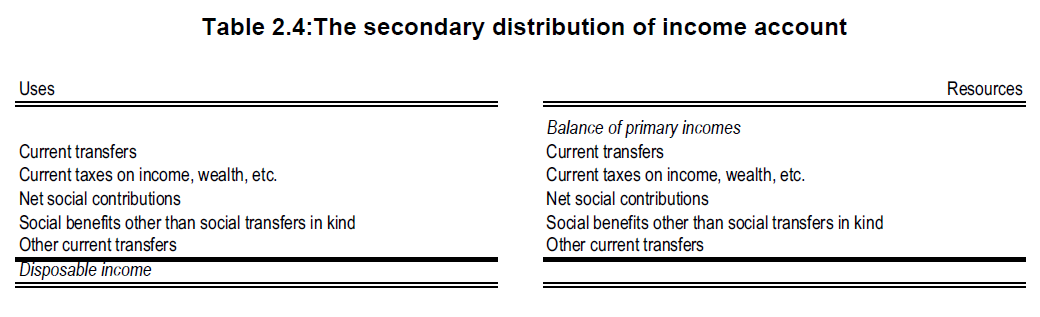 Table 2.4:The secondary distribution of income account
Uses
Resources
Balance of primary incomes
Current transfers
Current transfers
Current taxes on income, wealth, etc.
Current taxes on income, wealth, etc.
Net social contributions
Net social contributions
Social benefits other than social transfers in kind
Social benefits other than social transfers in kind
Other current transfers
Other current transfers
Disposable income